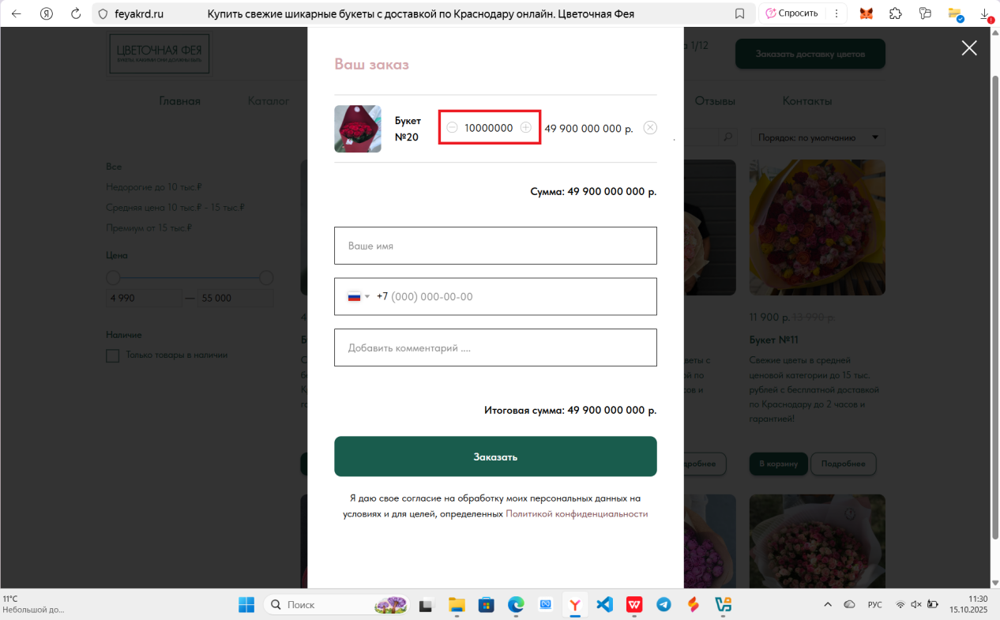 feyakrd.ru
Купить свежие шикарные букеты с доставкой по Краснодару онлайн. Цветочная Фея
Спросить
ЦВЕТОЧНАЯ ФЕЯ
а 1/12
Заказать доставку цветов
Главная
Каталог
Отзывы
Контакты
Ваш заказ
Букет
№20
10000000
49 900 000 000 р.
Сумма: 49 900 000 000 р.
Ваше имя
+7 (000) 000-00-00
Добавить комментарий ....
Итоговая сумма: 49 900 000 000 р.
Заказать
Я даю свое согласие на обработку моих персональных данных на
условиях и для целей, определенных Политикой конфиденциальности
Порядок: по умолчанию
Все
Недорогие до 10 тыс.₽
Средняя цена 10 тыс.₽ - 15 тыс.₽
Премиум от 15 тыс.₽
Цена
4 990 — 55 000
Наличие
Только товары в наличии
11 900 р. 13 990 р.
Букет №11
Свежие цветы в средней
ценовой категории до 15 тыс.
рублей с бесплатной доставкой
по Краснодару до 2 часов и
гарантией!
В корзину
Подробнее
11°C
Небольшой до...
Поиск
РУС
11:30
15.10.2025